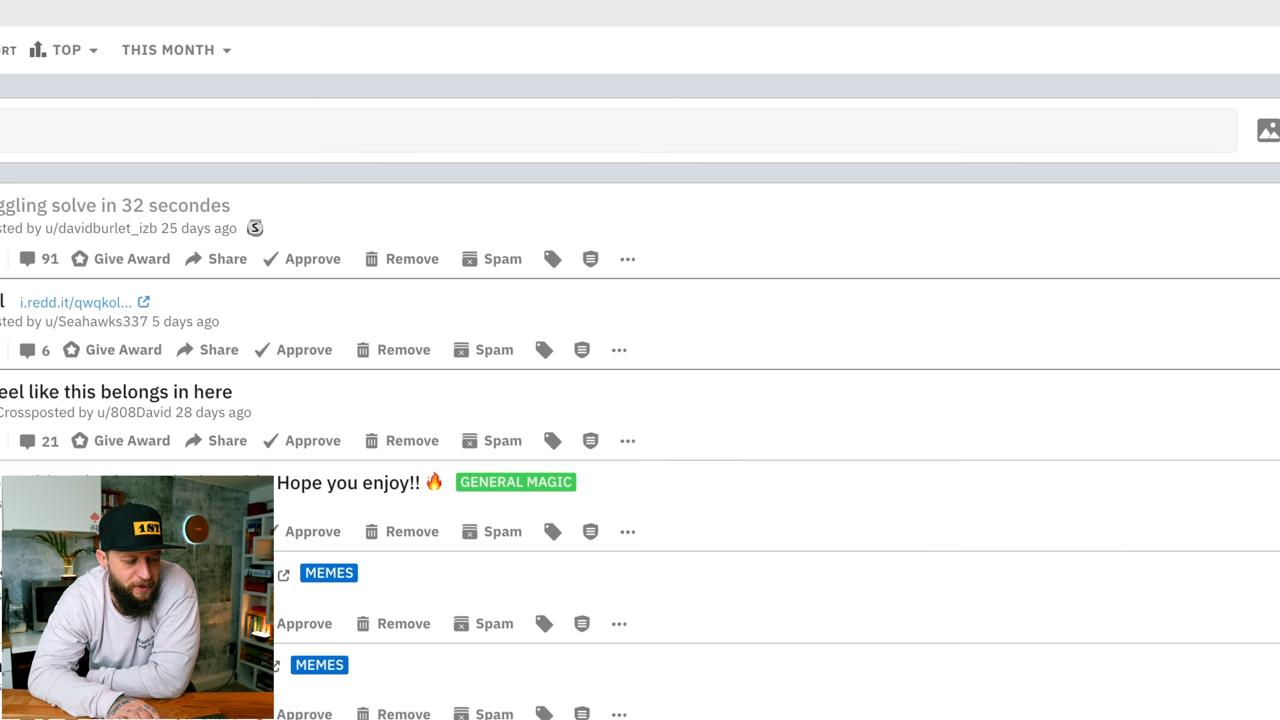 ORT TOP THIS MONTH
ggling solve in 32 secondes
sted by u/davidburlet_izb 25 days ago
91 Give Award Share Approve Remove Spam
l i.redd.it/qwqkol...
sted by u/Seahawks337 5 days ago
6 Give Award Share Approve Remove Spam
eel like this belongs in here
Crossposted by u/808David 28 days ago
21 Give Award Share Approve Remove Spam
Hope you enjoy!! GENERAL MAGIC
Approve Remove Spam
MEMES
Approve Remove Spam
MEMES
Approve Remove Spam
1ST